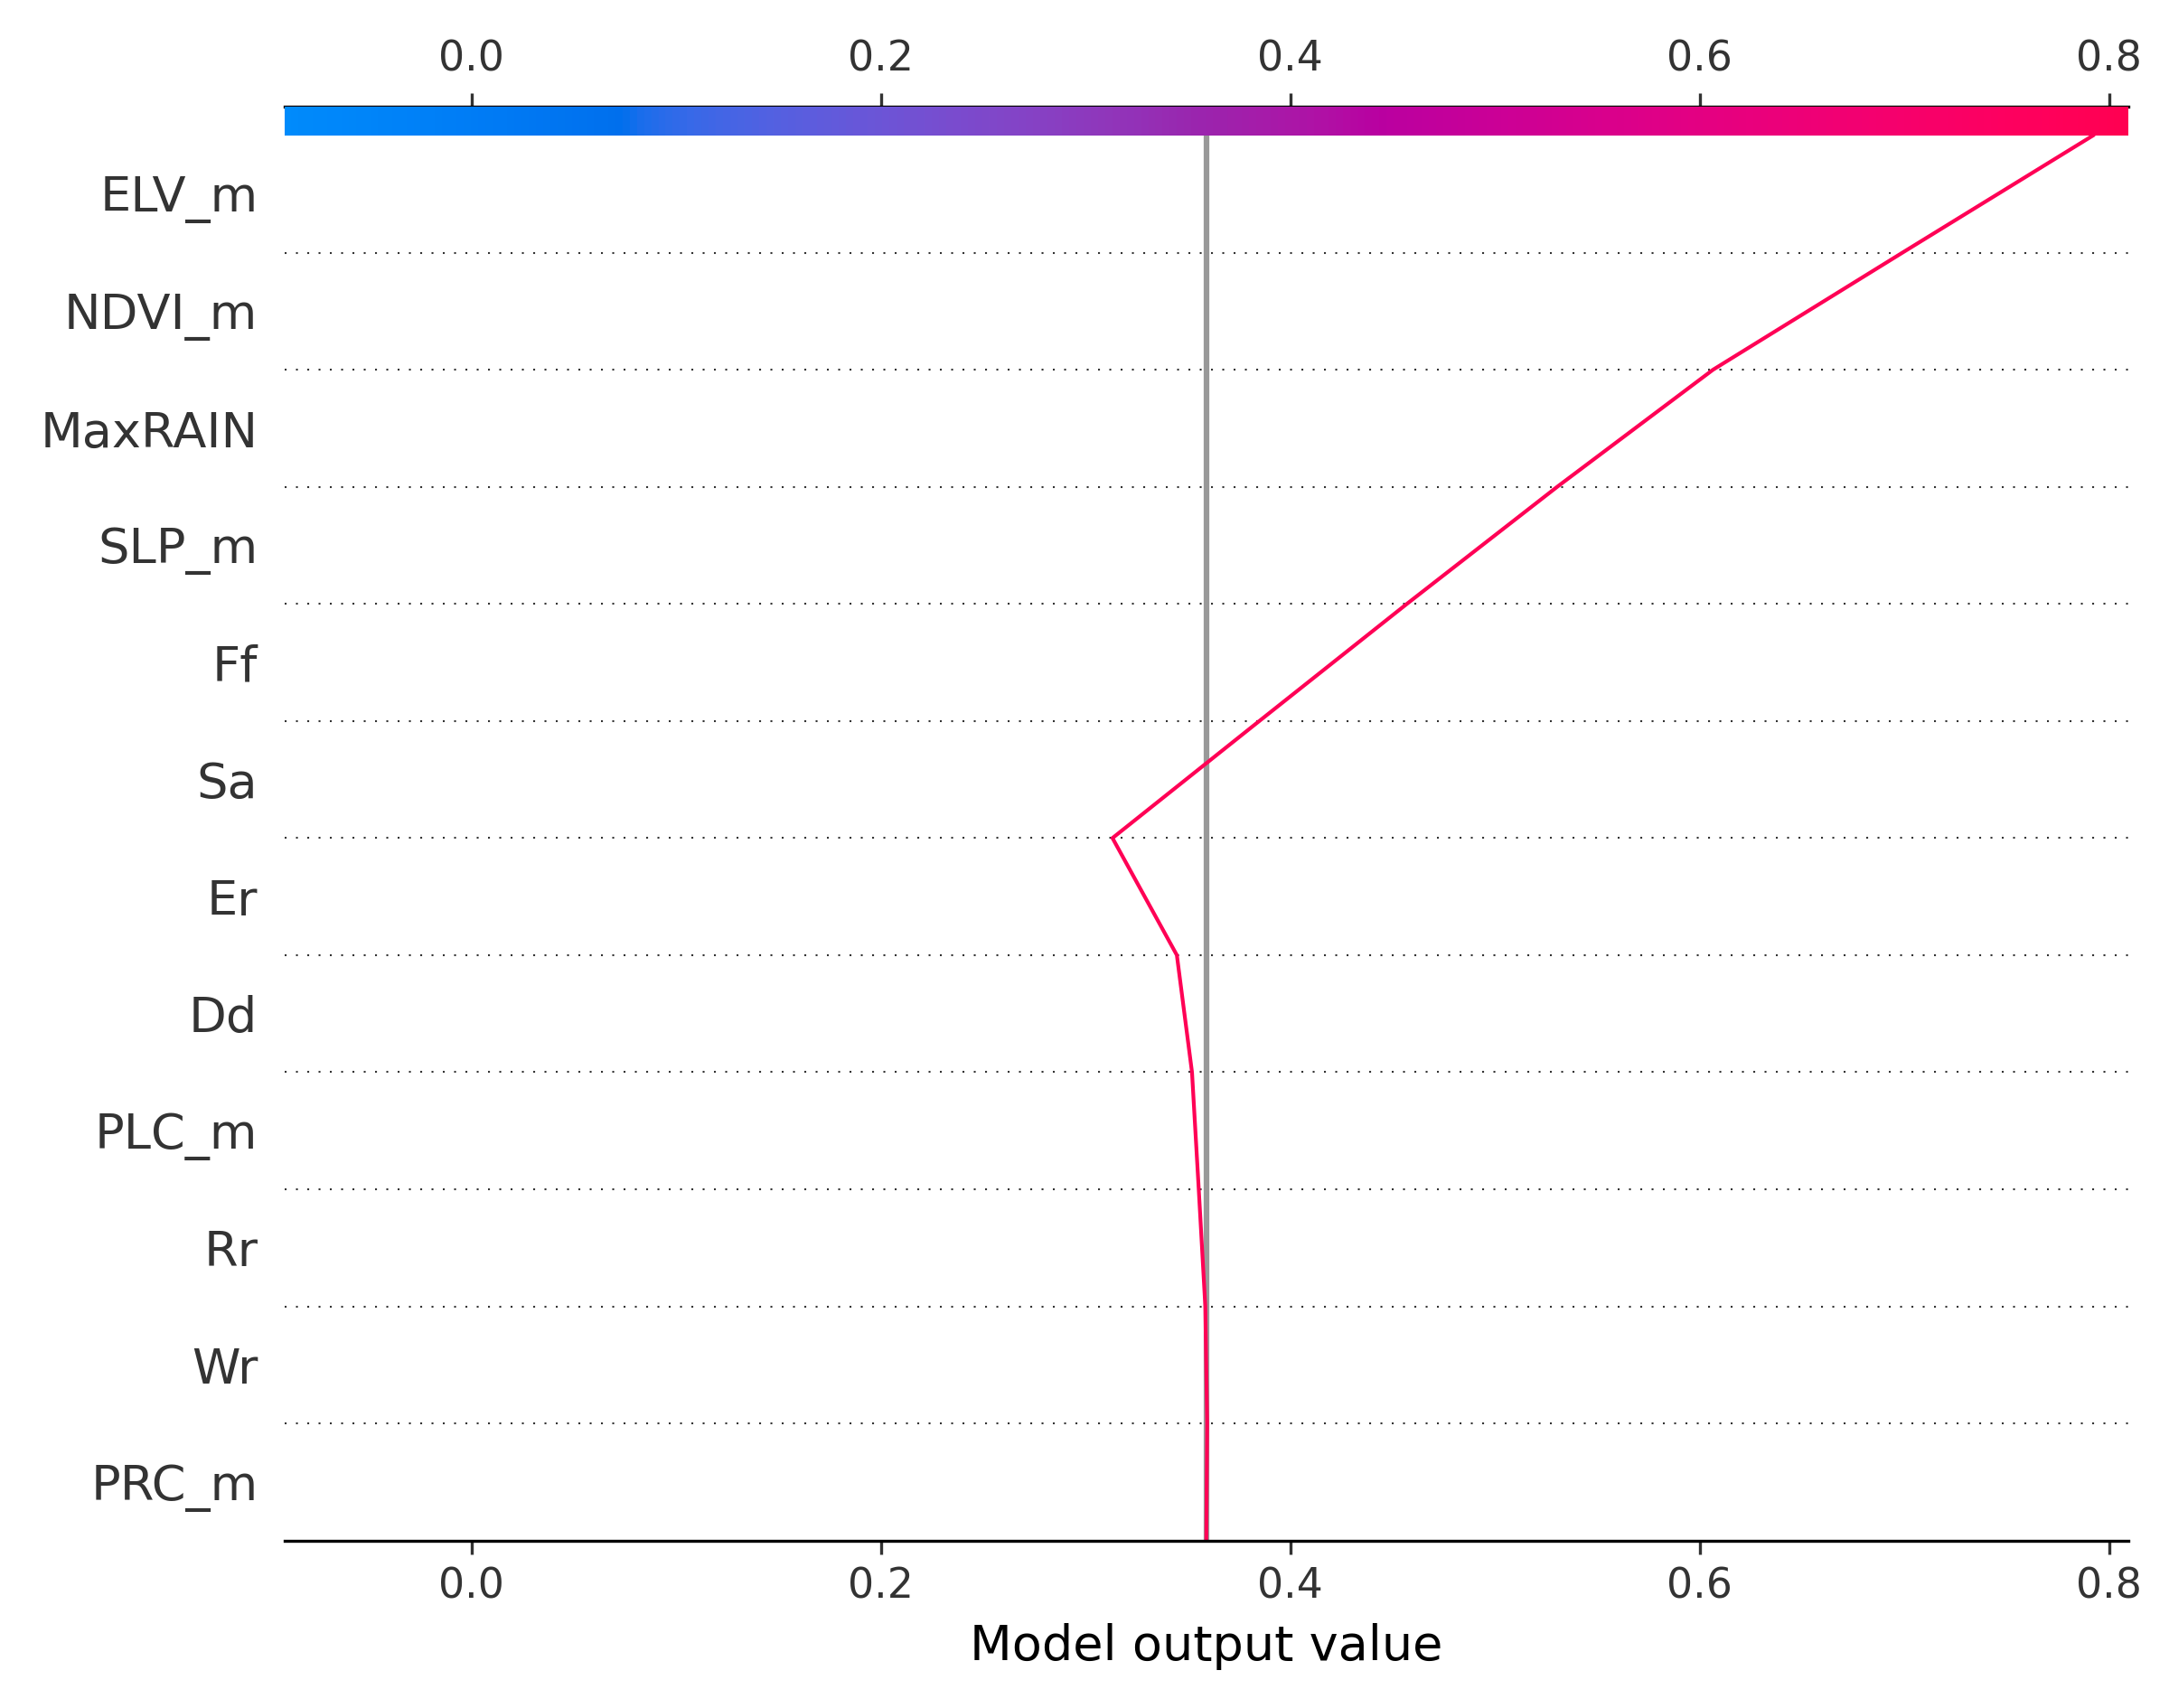 0.0 0.2 0.4 0.6 0.8
ELV_m
NDVI_m
MaxRAIN
SLP_m
Ff
Sa
Er
Dd
PLC_m
Rr
Wr
PRC_m
0.0 0.2 0.4 0.6 0.8
Model output value